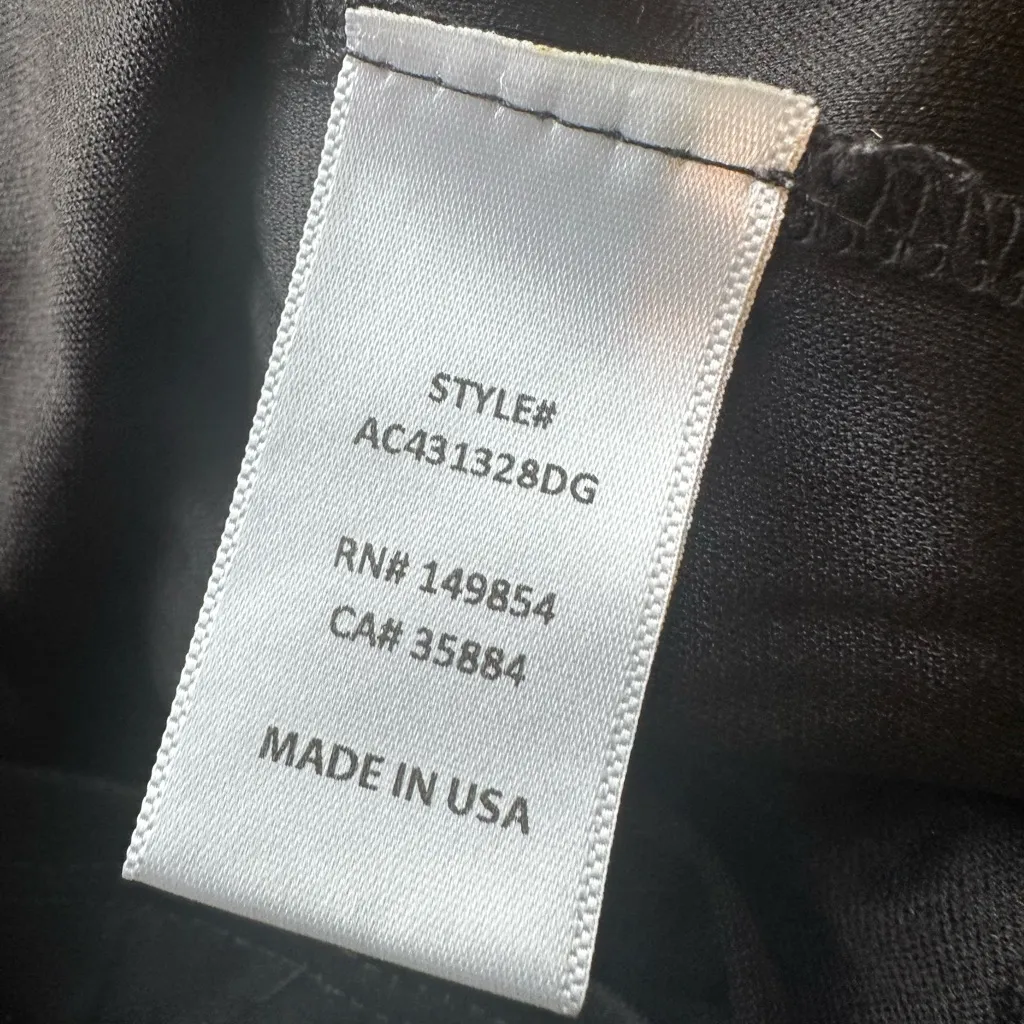 STYLE#
AC431328DG
RN# 149854
CA# 35884
MADE IN USA